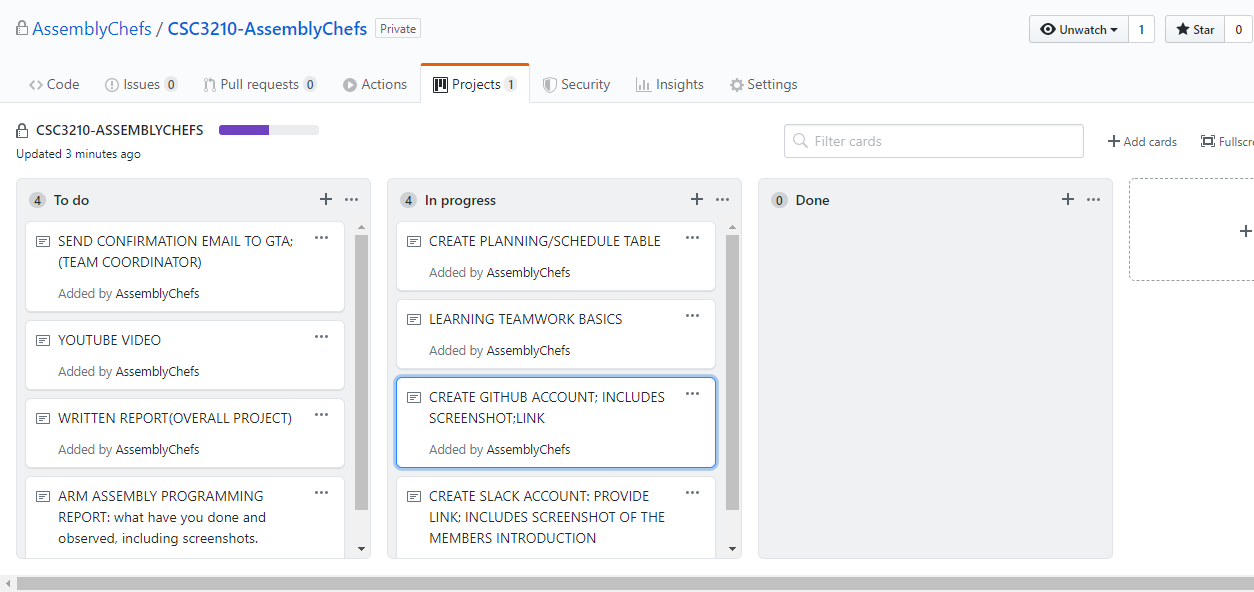 AssemblyChefs / CSC3210-AssemblyChefs Private
Unwatch 1 Star 0
Code Issues 0 Pull requests 0 Actions Projects 1 Security Insights Settings
CSC3210-ASSEMBLYCHEFS
Updated 3 minutes ago
Filter cards
Add cards
Fullscre
4 To do
SEND CONFIRMATION EMAIL TO GTA;
(TEAM COORDINATOR)
Added by AssemblyChefs
YOUTUBE VIDEO
Added by AssemblyChefs
WRITTEN REPORT(OVERALL PROJECT)
Added by AssemblyChefs
ARM ASSEMBLY PROGRAMMING
REPORT: what have you done and
observed, including screenshots.
4 In progress
CREATE PLANNING/SCHEDULE TABLE
Added by AssemblyChefs
LEARNING TEAMWORK BASICS
Added by AssemblyChefs
CREATE GITHUB ACCOUNT; INCLUDES
SCREENSHOT;LINK
Added by AssemblyChefs
CREATE SLACK ACCOUNT: PROVIDE
LINK; INCLUDES SCREENSHOT OF THE
MEMBERS INTRODUCTION
0 Done